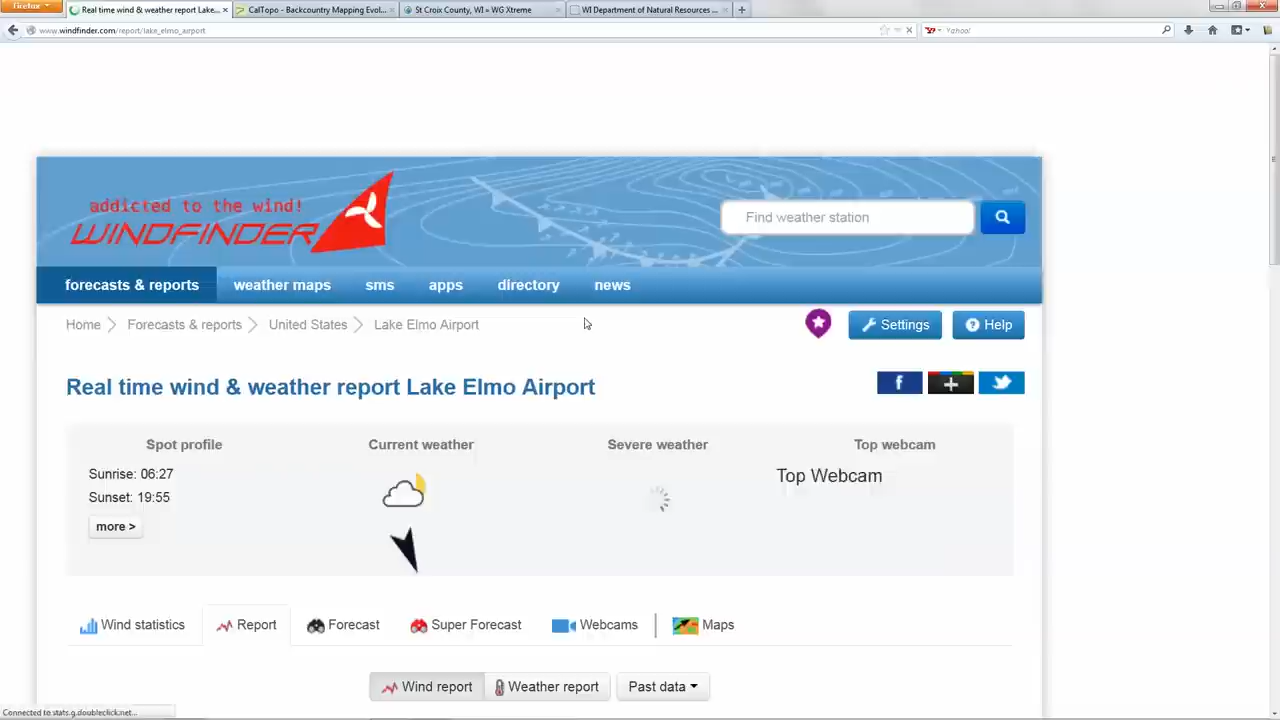 Firefox
Real time wind & weather report Lake...
CalTopo - Backcountry Mapping Evol...
St Croix County, WI » WG Xtreme
WI Department of Natural Resources ...
www.windfinder.com/report/lake_elmo_airport
Yahoo!
addicted to the wind!
WINDFINDER
Find weather station
forecasts & reports
weather maps
sms
apps
directory
news
Home
Forecasts & reports
United States
Lake Elmo Airport
Settings
Help
Real time wind & weather report Lake Elmo Airport
Spot profile
Current weather
Severe weather
Top webcam
Sunrise: 06:27
Top Webcam
Sunset: 19:55
more >
Wind statistics
Report
Forecast
Super Forecast
Webcams
Maps
Wind report
Weather report
Past data
Connected to stats.g.doubleclick.net...